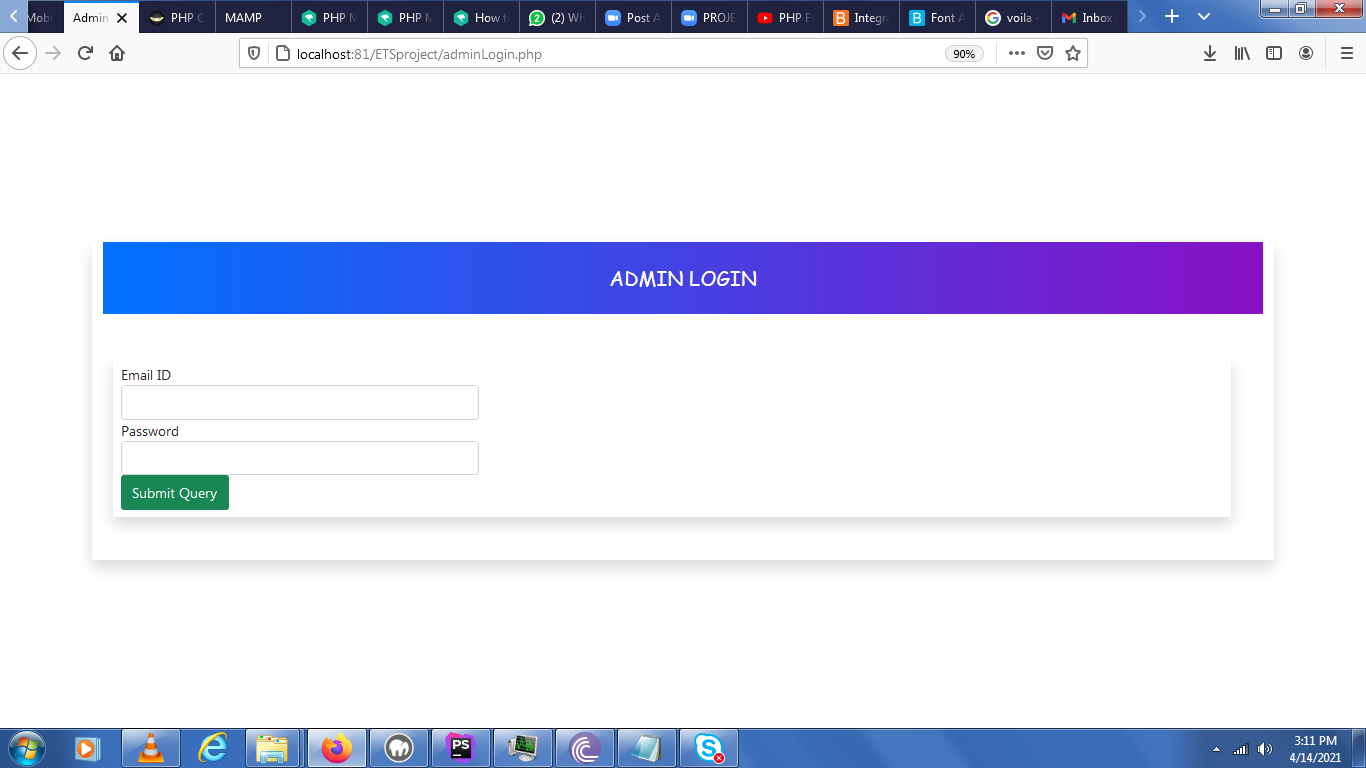 Mobi
Admin
PHP C
MAMP
PHP M
PHP M
How t
(2) Wh
Post A
PROJE
PHP F
Integra
Font A
voila -
Inbox
localhost:81/ETSproject/adminLogin.php
90%
ADMIN LOGIN
Email ID
Password
Submit Query
PS
3:11 PM
4/14/2021